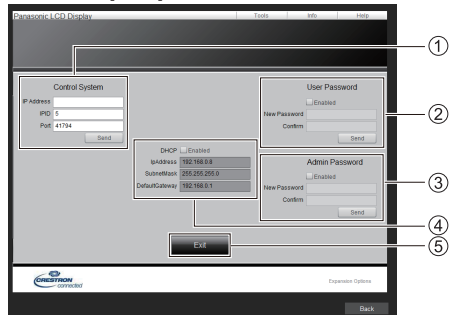 Panasonic LCD Display
Tools Info Help
①
Control System
IP Address
IPID 5
Port 41794
Send
User Password
Enabled
New Password
Confirm
Send
②
DHCP Enabled
IpAddress 192.168.0.8
SubnetMask 255.255.255.0
DefaultGateway 192.168.0.1
Admin Password
Enabled
New Password
Confirm
Send
③
④
Exit
⑤
CRESTRON
connected
Expansion Options
Back